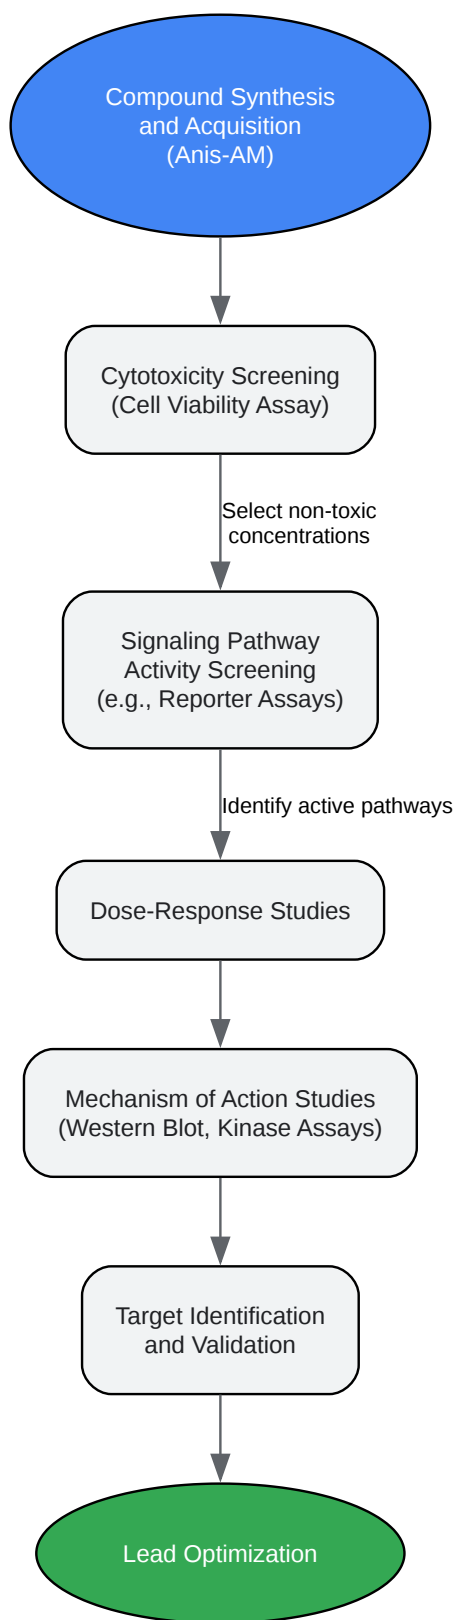 Compound Synthesis
and Acquisition
(Anis-AM)
Cytotoxicity Screening
(Cell Viability Assay)
Select non-toxic
concentrations
Signaling Pathway
Activity Screening
(e.g., Reporter Assays)
Identify active pathways
Dose-Response Studies
Mechanism of Action Studies
(Western Blot, Kinase Assays)
Target Identification
and Validation
Lead Optimization